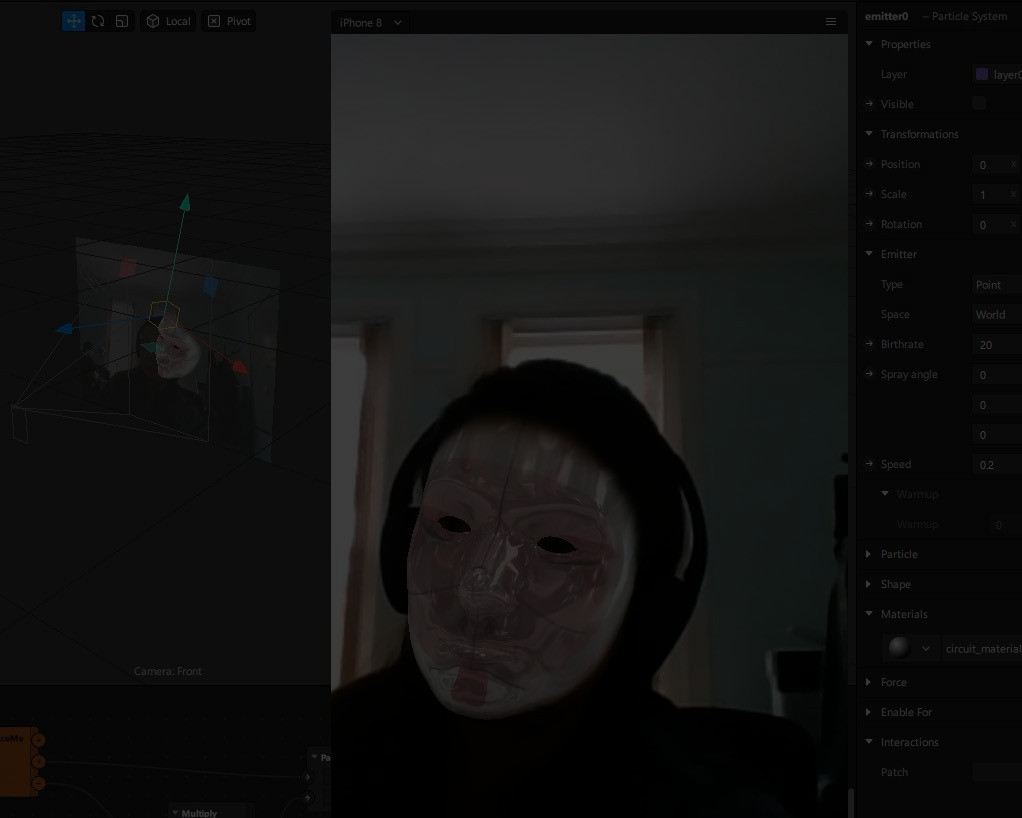 Local
Pivot
iPhone 8
Camera: Front
Multiply
emitter0 – Particle System
Properties
Layer
Visible
Transformations
Position 0 X
Scale 1 X
Rotation 0 X
Emitter
Type Point
Space World
Birthrate 20
Spray angle 0
0
0
Speed 0.2
Warmup
Warmup 0
Particle
Shape
Materials
circuit_material
Force
Enable For
Interactions
Patch